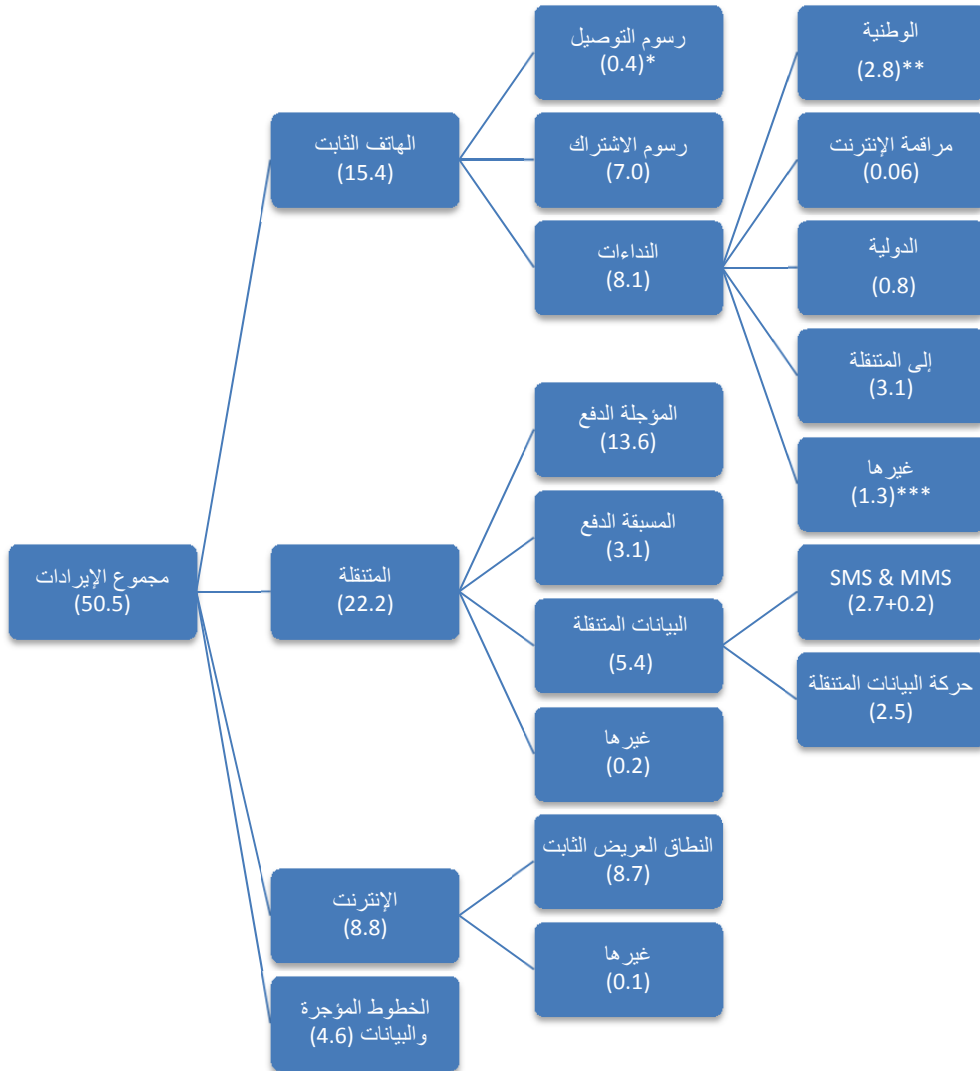 مجموع الإيرادات
(50.5)
الهاتف الثابت
(15.4)
رسوم التوصيل
(0.4)*
رسوم الاشتراك
(7.0)
النداءات
(8.1)
الوطنية
(2.8)**
مراقمة الإنترنت
(0.06)
الدولية
(0.8)
إلى المتنقلة
(3.1)
غيرها
(1.3)***
المتنقلة
(22.2)
المؤجلة الدفع
(13.6)
المسبقة الدفع
(3.1)
البيانات المتنقلة
(5.4)
SMS & MMS
(2.7+0.2)
حركة البيانات المتنقلة
(2.5)
غيرها
(0.2)
الإنترنت
(8.8)
النطاق العريض الثابت
(8.7)
غيرها
(0.1)
الخطوط المؤجرة
والبيانات (4.6)